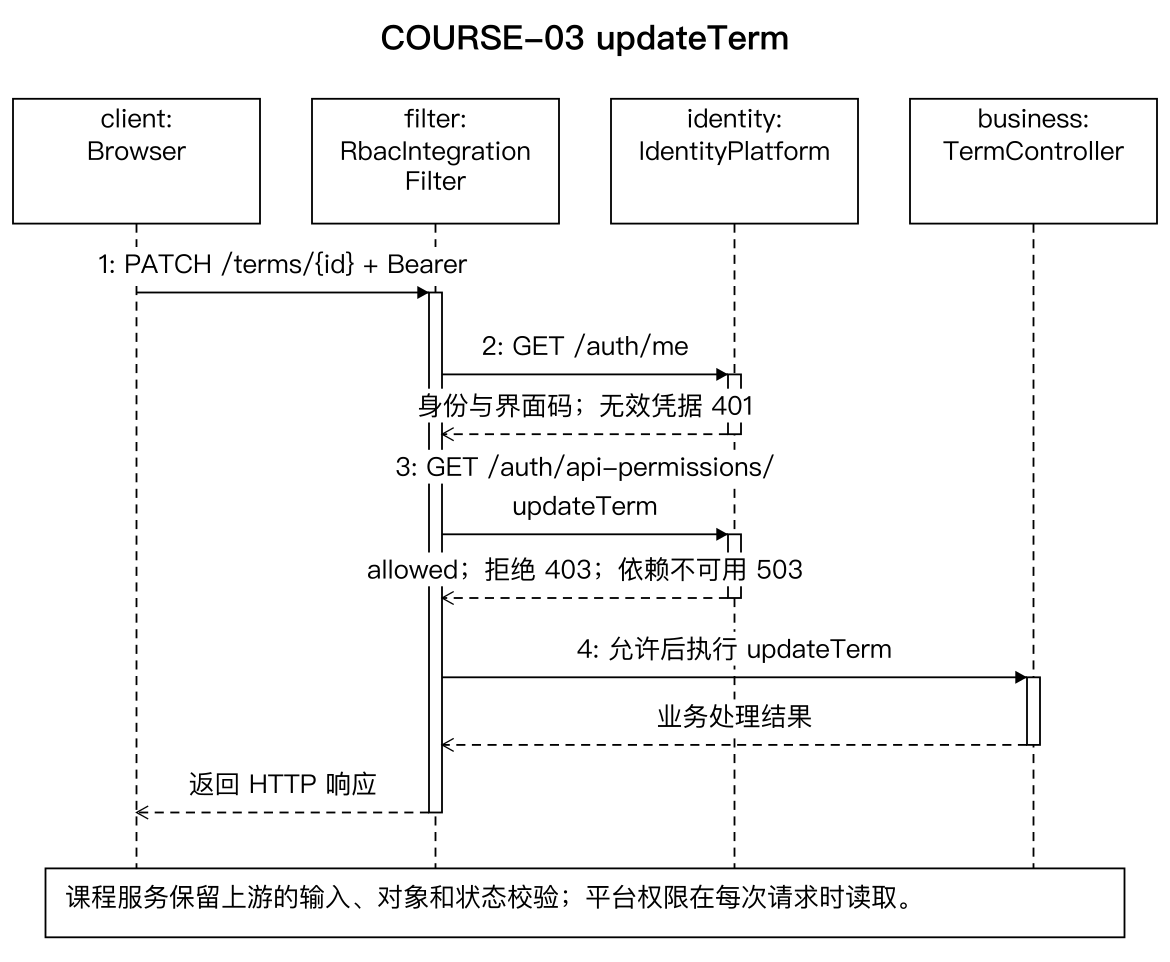 COURSE-03 updateTerm
client:
Browser
filter:
RbacIntegration
Filter
identity:
IdentityPlatform
business:
TermController
1: PATCH /terms/{id} + Bearer
2: GET /auth/me
身份与界面码；无效凭据 401
3: GET /auth/api-permissions/
updateTerm
allowed；拒绝 403；依赖不可用 503
4: 允许后执行 updateTerm
业务处理结果
返回 HTTP 响应
课程服务保留上游的输入、对象和状态校验；平台权限在每次请求时读取。